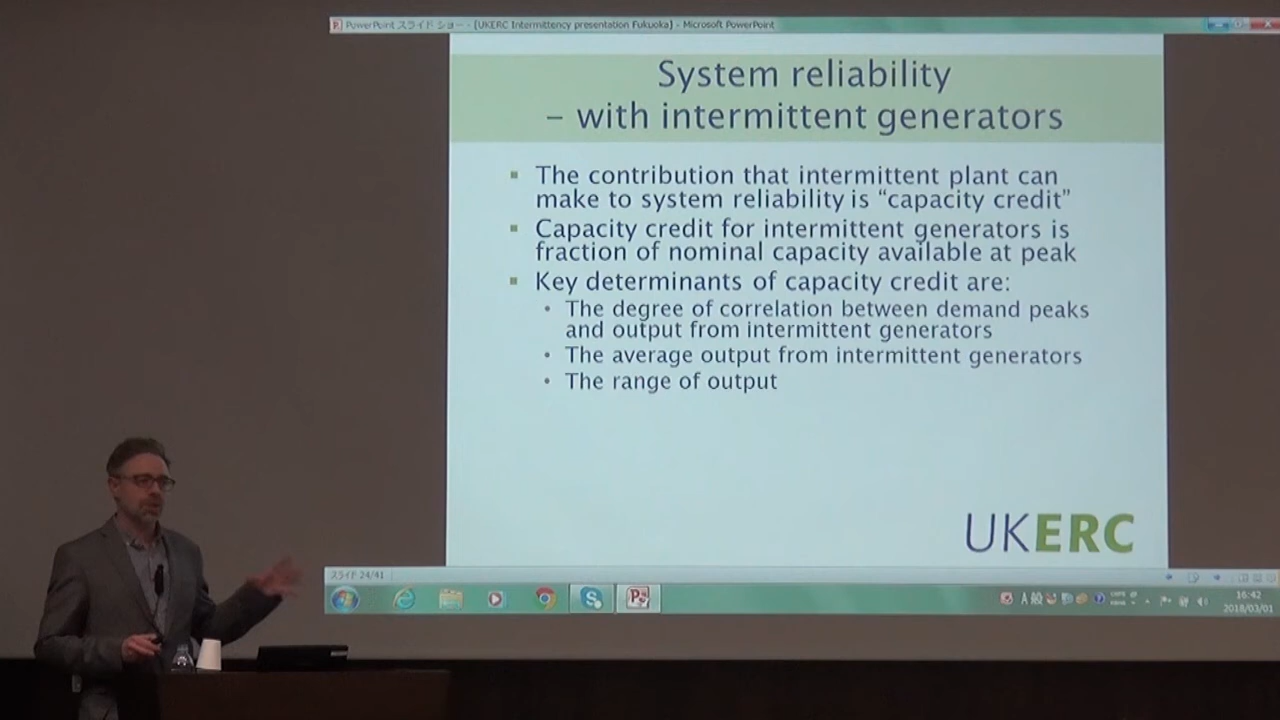 PowerPoint スライド ショー - [UKERC Intermittency presentation Fukuoka] - Microsoft PowerPoint
System reliability
– with intermittent generators
▪ The contribution that intermittent plant can
make to system reliability is “capacity credit”
▪ Capacity credit for intermittent generators is
fraction of nominal capacity available at peak
▪ Key determinants of capacity credit are:
• The degree of correlation between demand peaks
and output from intermittent generators
• The average output from intermittent generators
• The range of output
UKERC
スライド 24/41
A 般
16:42
2018/03/01